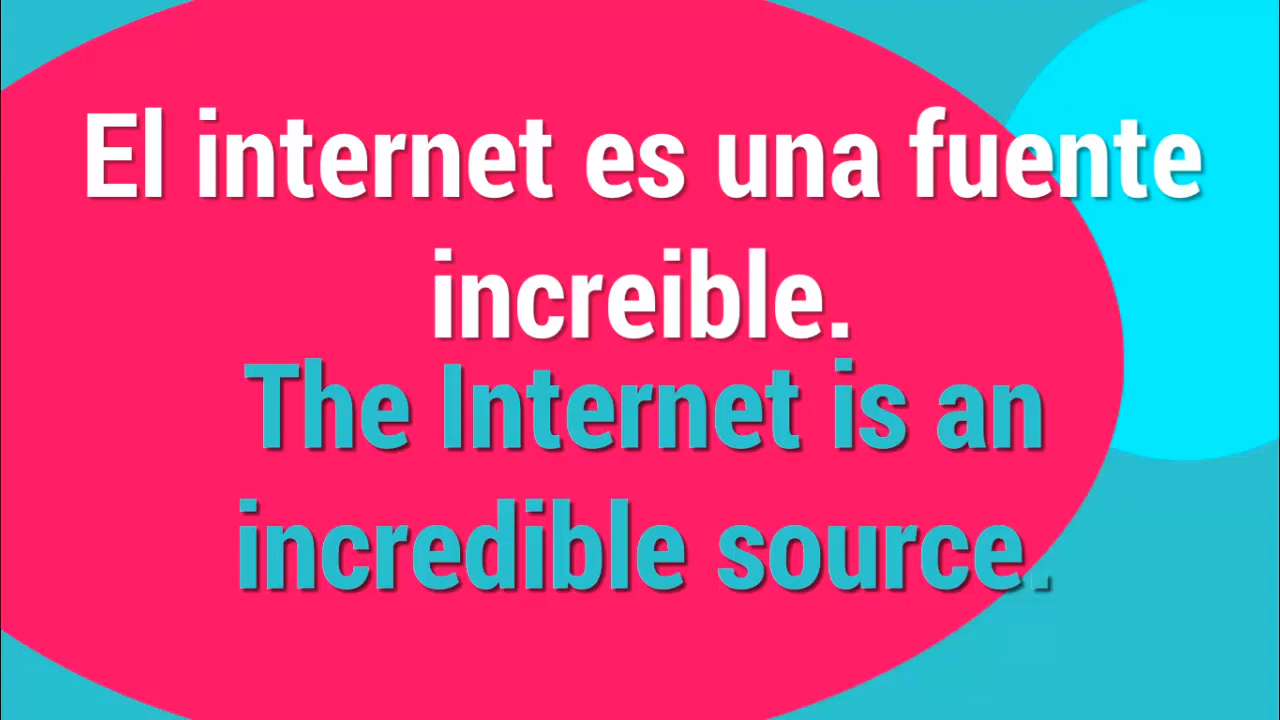 El internet es una fuente
increible.
The Internet is an
incredible source.